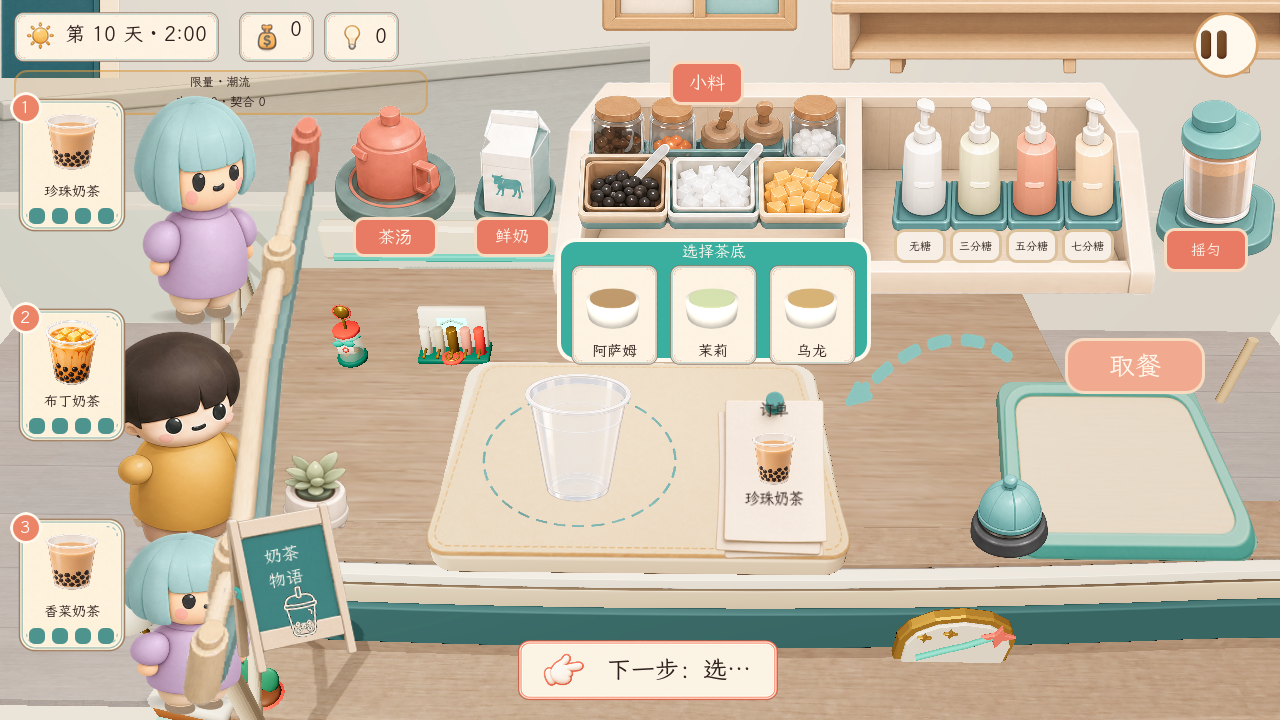 第 10 天・2:00
0
0
限量・潮流
契合 0
1
珍珠奶茶
2
布丁奶茶
3
香菜奶茶
小料
茶汤
鲜奶
无糖
三分糖
五分糖
七分糖
摇匀
选择茶底
阿萨姆
茉莉
乌龙
取餐
订单
珍珠奶茶
奶茶
物语
下一步: 选…